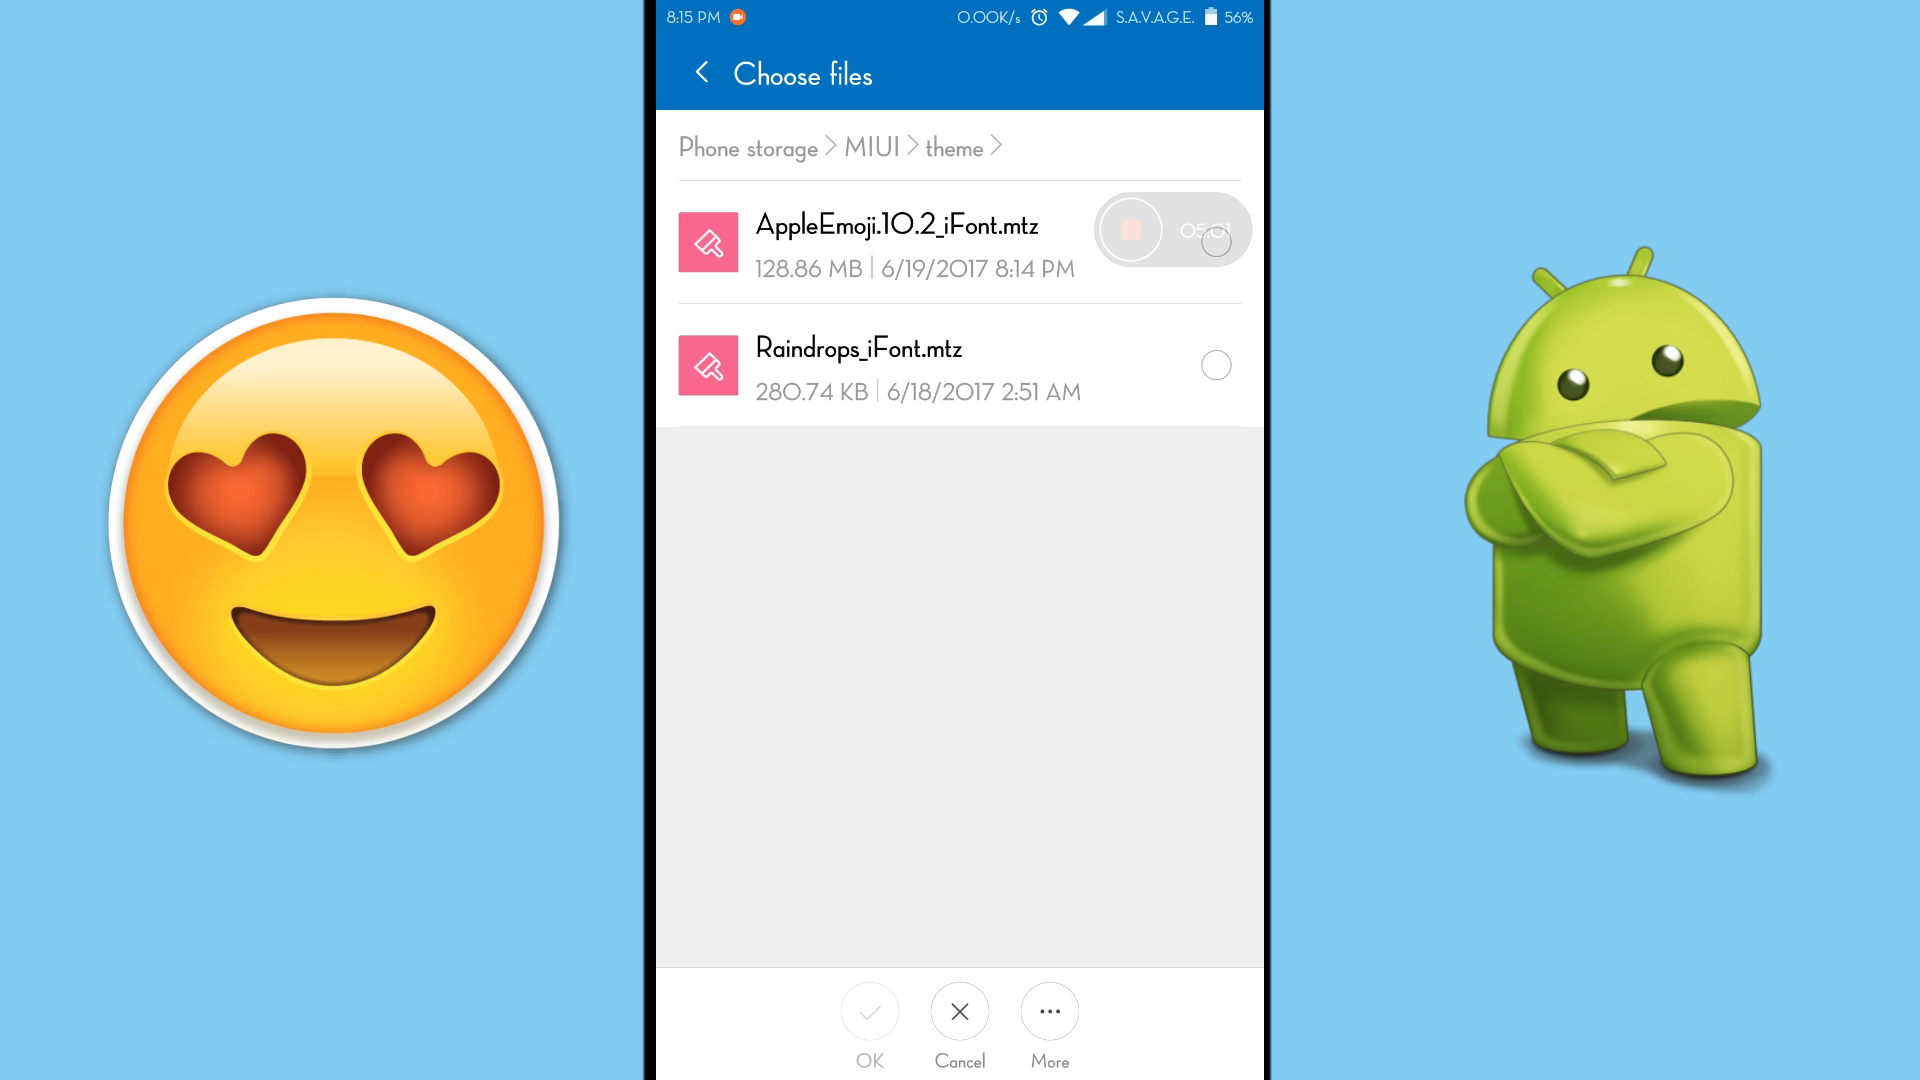 8:15 PM 0.00K/s S.A.V.A.G.E. 56%
Choose files
Phone storage MIUI theme
AppleEmoji.10.2_iFont.mtz
05:01
128.86 MB | 6/19/2017 8:14 PM
Raindrops_iFont.mtz
280.74 KB | 6/18/2017 2:51 AM
OK Cancel More